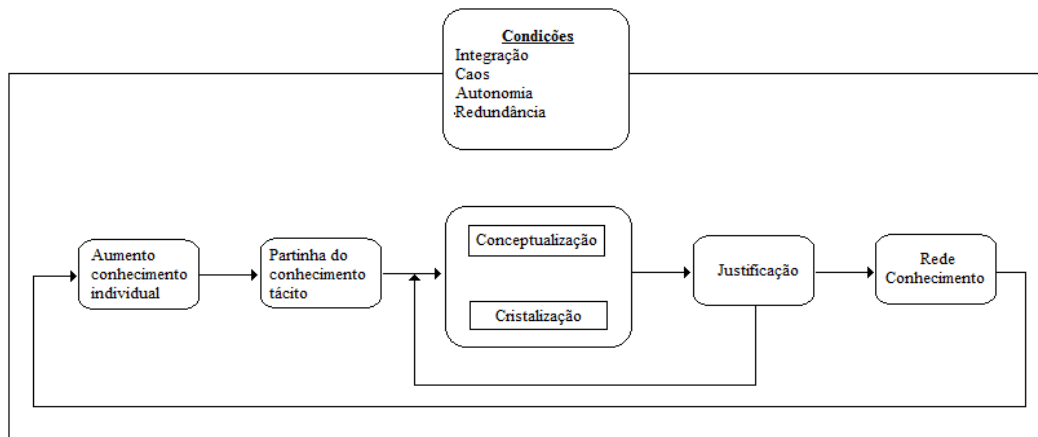 Condições
Integração
Caos
Autonomia
Redundância
Aumento
conhecimento
individual
Partinha do
conhecimento
tácito
Conceptualização
Cristalização
Justificação
Rede
Conhecimento